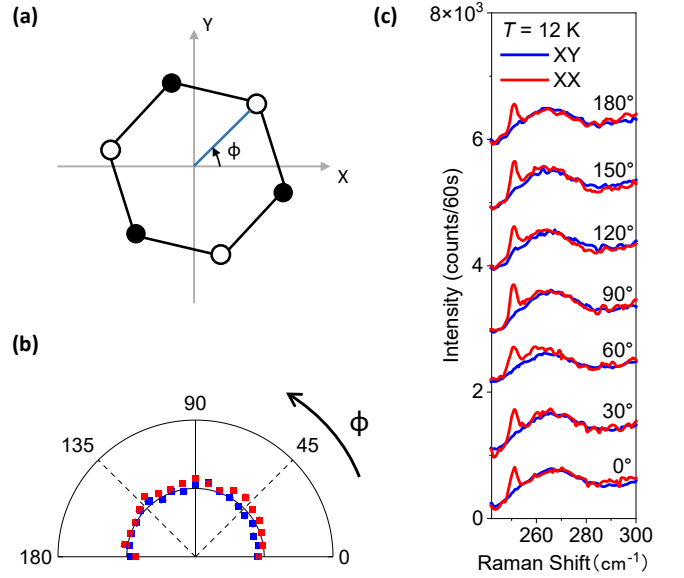 (a)
Y
ϕ
X
(b)
90
135
45
ϕ
180
0
(c)
8×10³
T = 12 K
XY
XX
180°
6
150°
120°
4
90°
60°
2
30°
0°
0
260
280
300
Intensity (counts/60s)
Raman Shift(cm⁻¹)